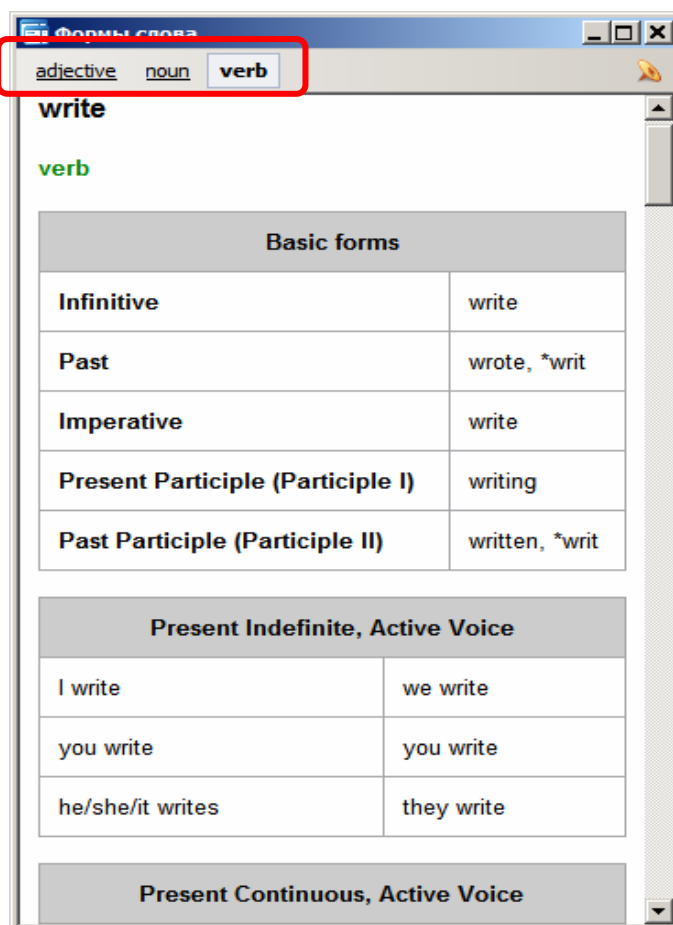 Формы слова
adjective noun verb
write
verb
Basic forms
Infinitive write
Past wrote, *writ
Imperative write
Present Participle (Participle I) writing
Past Participle (Participle II) written, *writ
Present Indefinite, Active Voice
I write we write
you write you write
he/she/it writes they write
Present Continuous, Active Voice